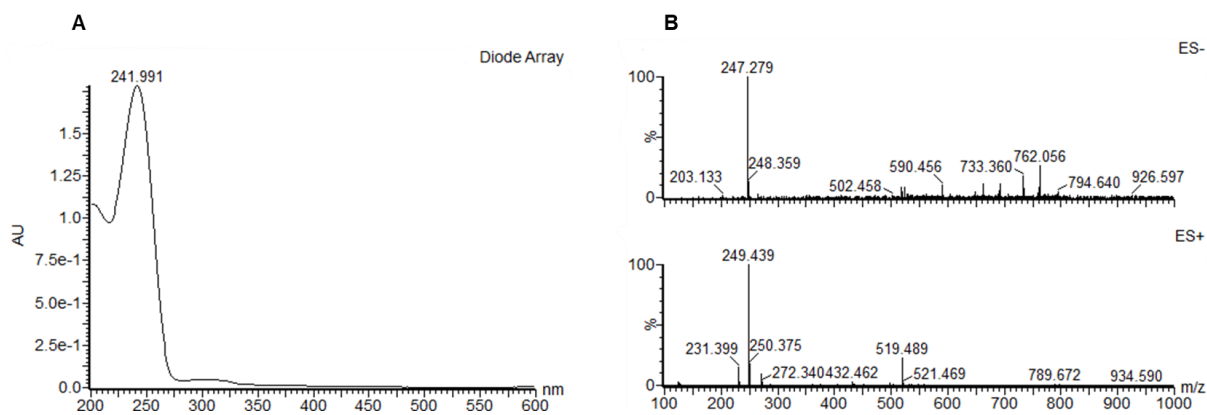 A
Diode Array
241.991
1.5
1.25
1.0
7.5e-1
5.0e-1
2.5e-1
0.0
AU
200 250 300 350 400 450 500 550 600 nm
B
ES-
100
%
0
247.279
248.359
203.133
502.458
590.456
733.360
762.056
794.640
926.597
ES+
100
%
0
249.439
231.399
250.375
272.340
432.462
519.489
521.469
789.672
934.590
100 200 300 400 500 600 700 800 900 1000 m/z